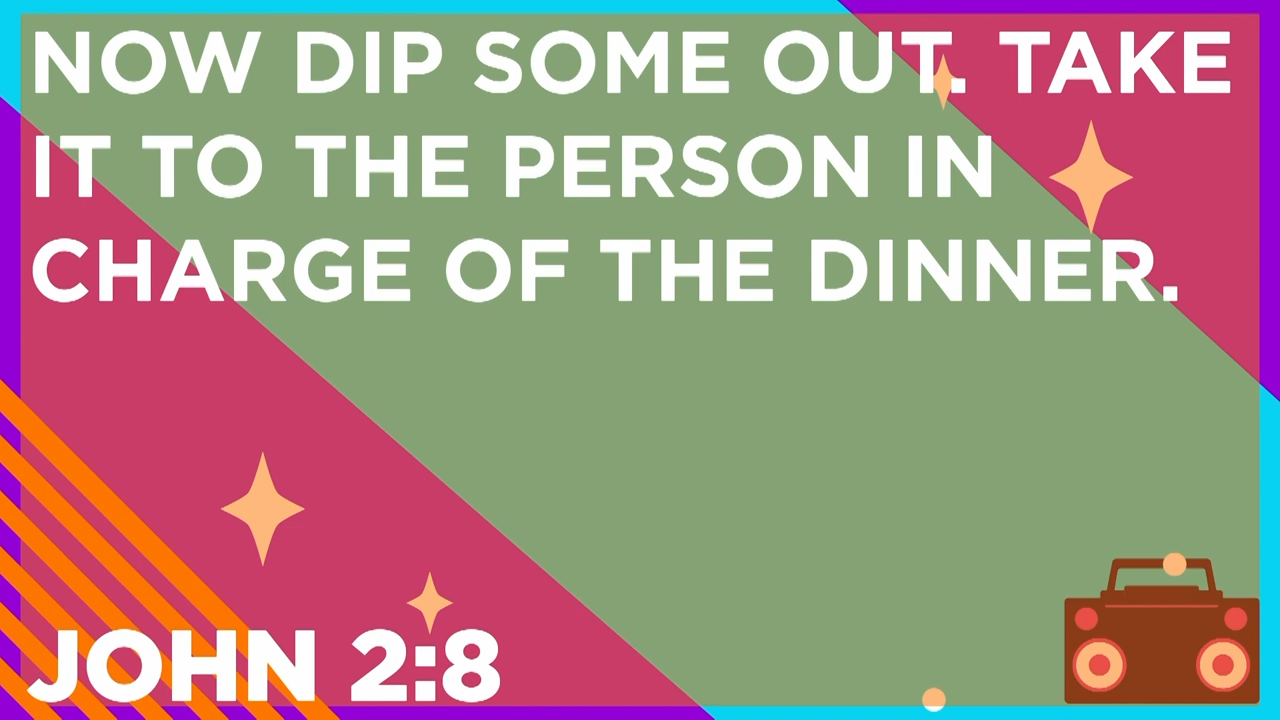 NOW DIP SOME OUT. TAKE
IT TO THE PERSON IN
CHARGE OF THE DINNER.
JOHN 2:8